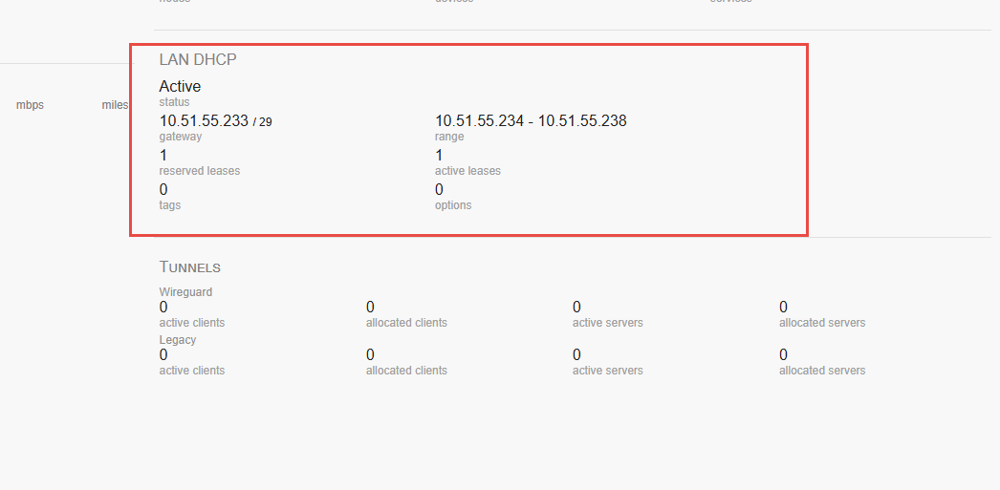 mbps miles
LAN DHCP
Active
status
10.51.55.233 / 29 10.51.55.234 - 10.51.55.238
gateway range
1 1
reserved leases active leases
0 0
tags options
Tunnels
Wireguard
0 0 0 0
active clients allocated clients active servers allocated servers
Legacy
0 0 0 0
active clients allocated clients active servers allocated servers